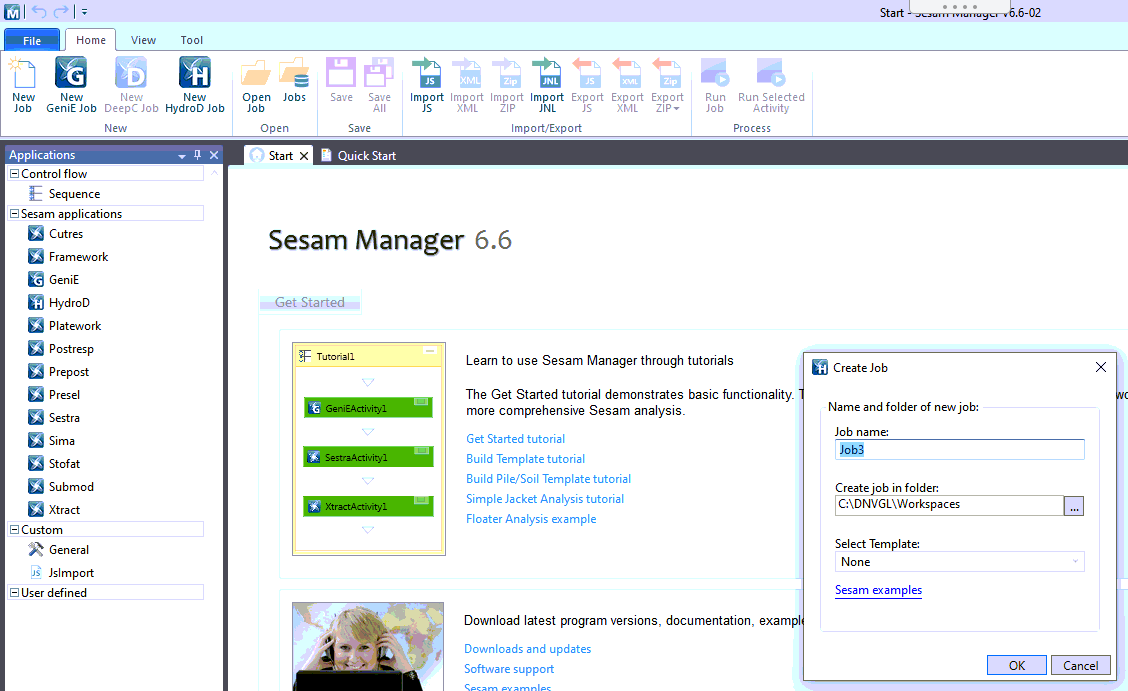 Start - Sesam Manager V6.6-02
File
Home
View
Tool
New
Job
New
GeniE Job
New
DeepC Job
New
HydroD Job
Open
Job
Jobs
Save
Save
All
Import
JS
Import
XML
Import
ZIP
Import
JNL
Export
JS
Export
XML
Export
ZIP
Run
Job
Run Selected
Activity
New
Open
Save
Import/Export
Process
Applications
Control flow
Sequence
Sesam applications
Cutres
Framework
GeniE
HydroD
Platework
Postresp
Prepost
Presel
Sestra
Sima
Stofat
Submod
Xtract
Custom
General
JsImport
User defined
Start
Quick Start
Sesam Manager 6.6
Get Started
Tutorial1
GeniEActivity1
SestraActivity1
XtractActivity1
Learn to use Sesam Manager through tutorials
The Get Started tutorial demonstrates basic functionality.
more comprehensive Sesam analysis.
Get Started tutorial
Build Template tutorial
Build Pile/Soil Template tutorial
Simple Jacket Analysis tutorial
Floater Analysis example
Download latest program versions, documentation, example
Downloads and updates
Software support
Sesam examples
Create Job
Name and folder of new job:
Job name:
Job3
Create job in folder:
C:\DNVGL\Workspaces
...
Select Template:
None
Sesam examples
OK
Cancel